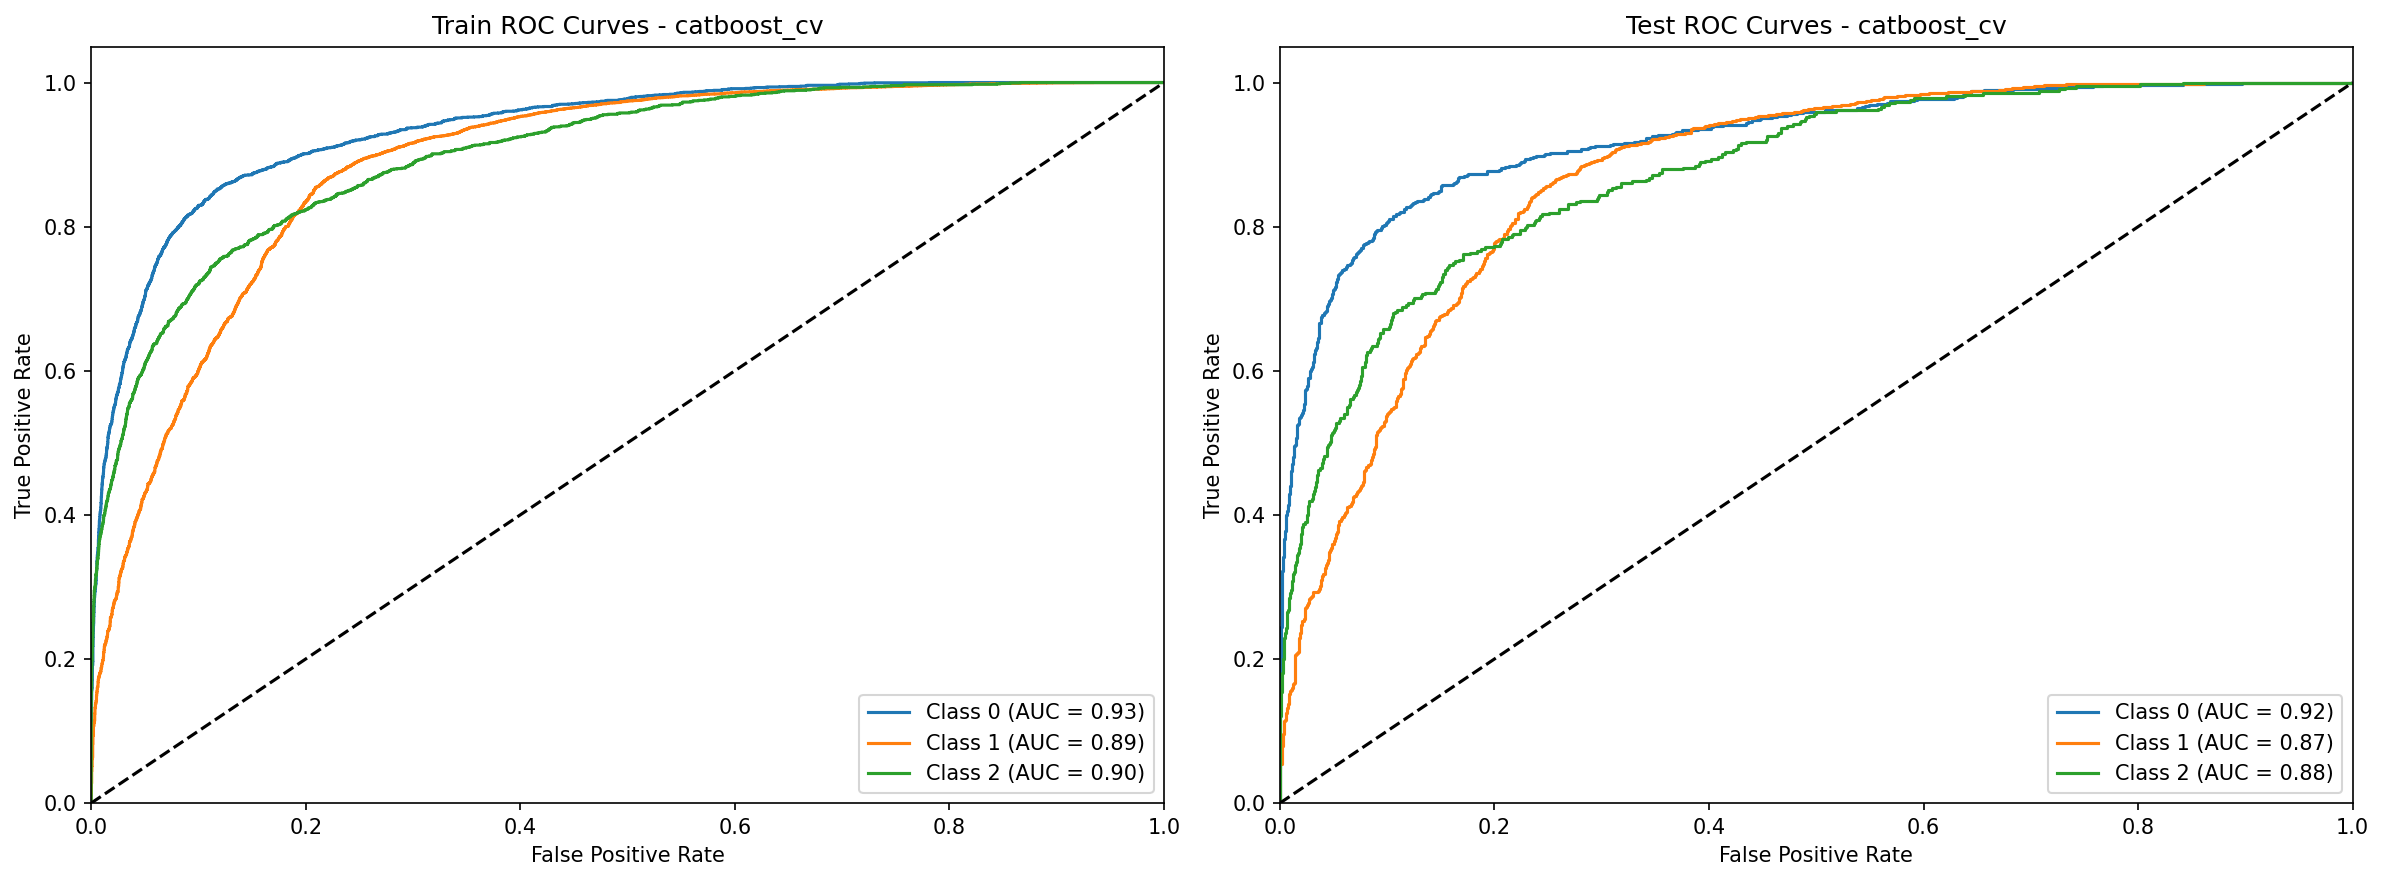 Train ROC Curves - catboost_cv
True Positive Rate
1.0
0.8
0.6
0.4
0.2
0.0
Class 0 (AUC = 0.93)
Class 1 (AUC = 0.89)
Class 2 (AUC = 0.90)
0.0 0.2 0.4 0.6 0.8 1.0
False Positive Rate
Test ROC Curves - catboost_cv
True Positive Rate
1.0
0.8
0.6
0.4
0.2
0.0
Class 0 (AUC = 0.92)
Class 1 (AUC = 0.87)
Class 2 (AUC = 0.88)
0.0 0.2 0.4 0.6 0.8 1.0
False Positive Rate